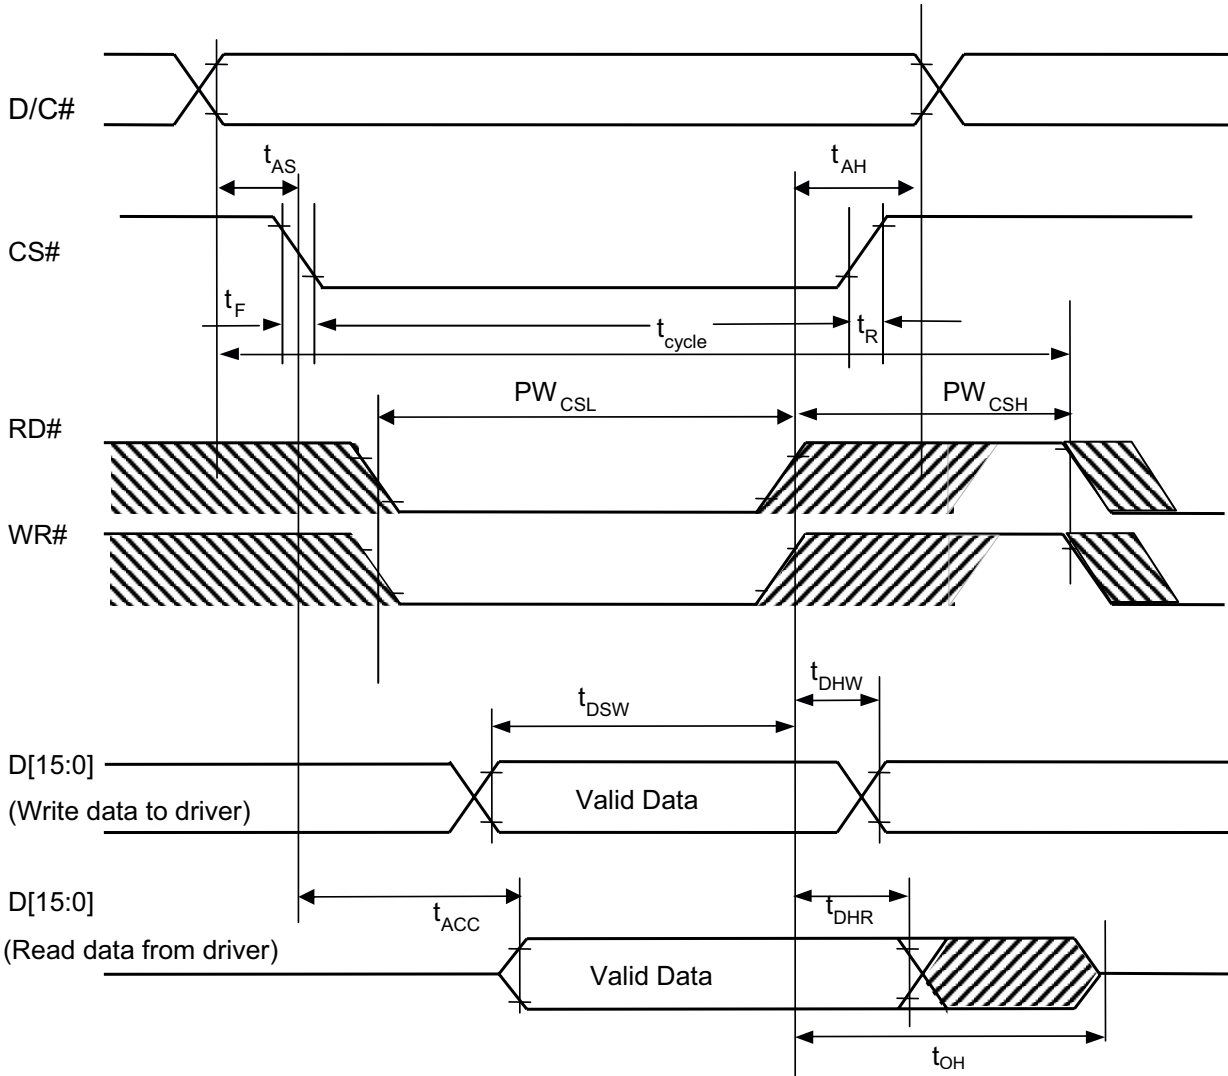 D/C#
tAS
tAH
CS#
tF
tcycle
tR
PWCSL
PWCSH
RD#
WR#
tDSW
tDHW
D[15:0]
(Write data to driver)
Valid Data
D[15:0]
(Read data from driver)
tACC
tDHR
Valid Data
tOH